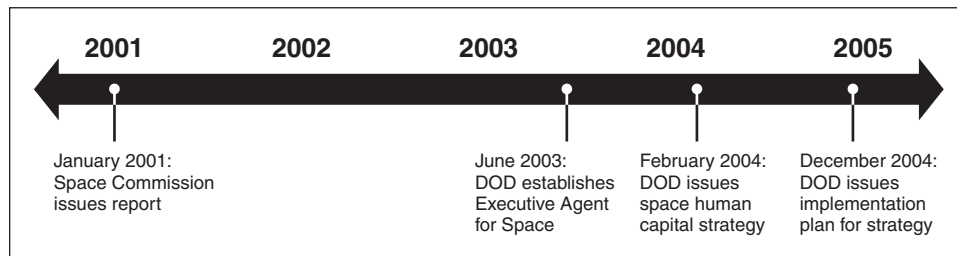 2001 2002 2003 2004 2005
January 2001:
Space Commission
issues report
June 2003:
DOD establishes
Executive Agent
for Space
February 2004:
DOD issues
space human
capital strategy
December 2004:
DOD issues
implementation
plan for strategy